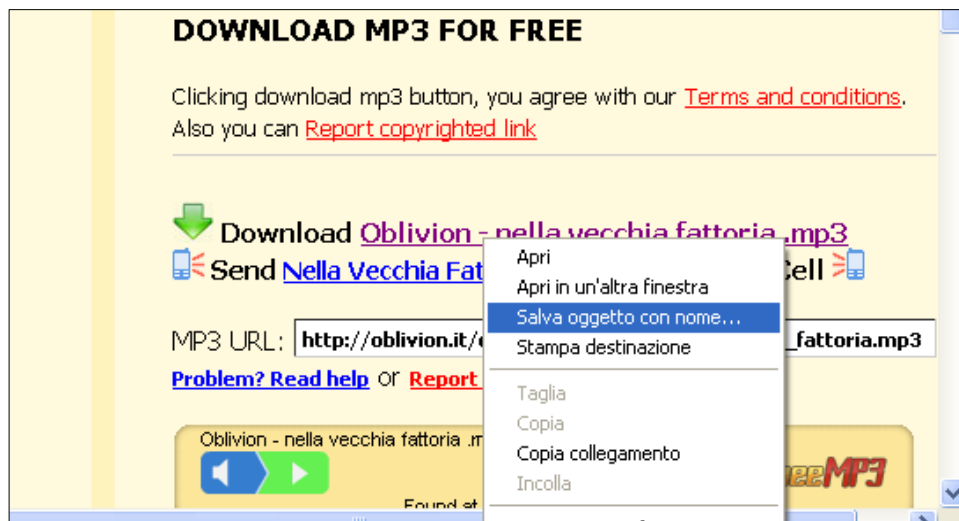 DOWNLOAD MP3 FOR FREE
Clicking download mp3 button, you agree with our Terms and conditions.
Also you can Report copyrighted link
Download Oblivion - nella vecchia fattoria .mp3
Send Nella Vecchia Fat Cell
MP3 URL: http://oblivion.it/ _fattoria.mp3
Problem? Read help or Report
Oblivion - nella vecchia fattoria .m
Found at
MP3
Apri
Apri in un'altra finestra
Salva oggetto con nome...
Stampa destinazione
Taglia
Copia
Copia collegamento
Incolla